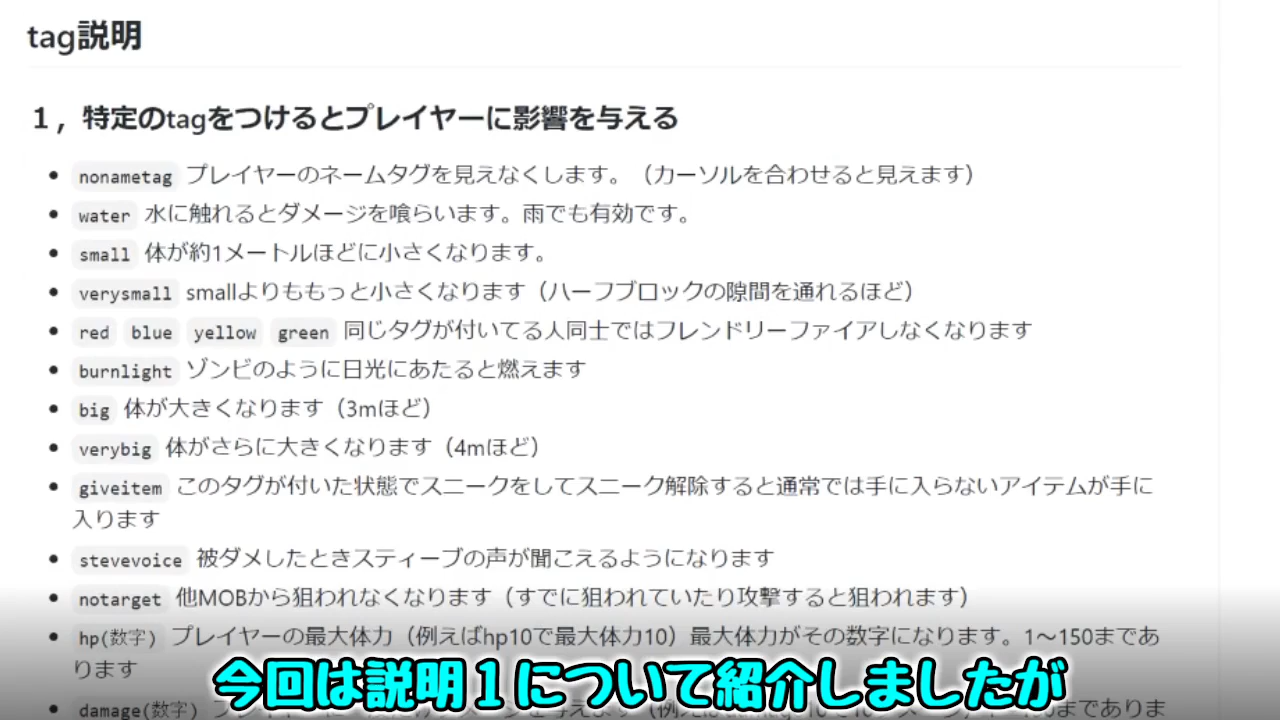 tag説明
１，特定のtagをつけるとプレイヤーに影響を与える
nonametag プレイヤーのネームタグを見えなくします。（カーソルを合わせると見えます）
water 水に触れるとダメージを喰らいます。雨でも有効です。
small 体が約1メートルほどに小さくなります。
verysmall smallよりももっと小さくなります（ハーフブロックの隙間を通れるほど）
red blue yellow green 同じタグが付いてる人同士ではフレンドリーファイアしなくなります
burnlight ゾンビのように日光にあたると燃えます
big 体が大きくなります（3mほど）
verybig 体がさらに大きくなります（4mほど）
giveitem このタグが付いた状態でスニークをしてスニーク解除すると通常では手に入らないアイテムが手に
入ります
stevevoice 被ダメしたときスティーブの声が聞こえるようになります
notarget 他MOBから狙われなくなります（すでに狙われていたり攻撃すると狙われます）
hp(数字) プレイヤーの最大体力（例えばhp10で最大体力10）最大体力がその数字になります。1～150まであ
ります
今回は説明１について紹介しましたが
damage(数字)